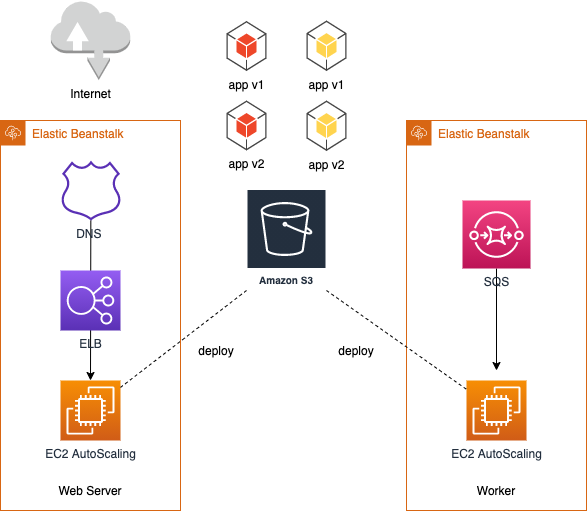 Internet
app v1
app v1
app v2
app v2
Elastic Beanstalk
DNS
ELB
EC2 AutoScaling
Web Server
Amazon S3
deploy
deploy
Elastic Beanstalk
SQS
EC2 AutoScaling
Worker